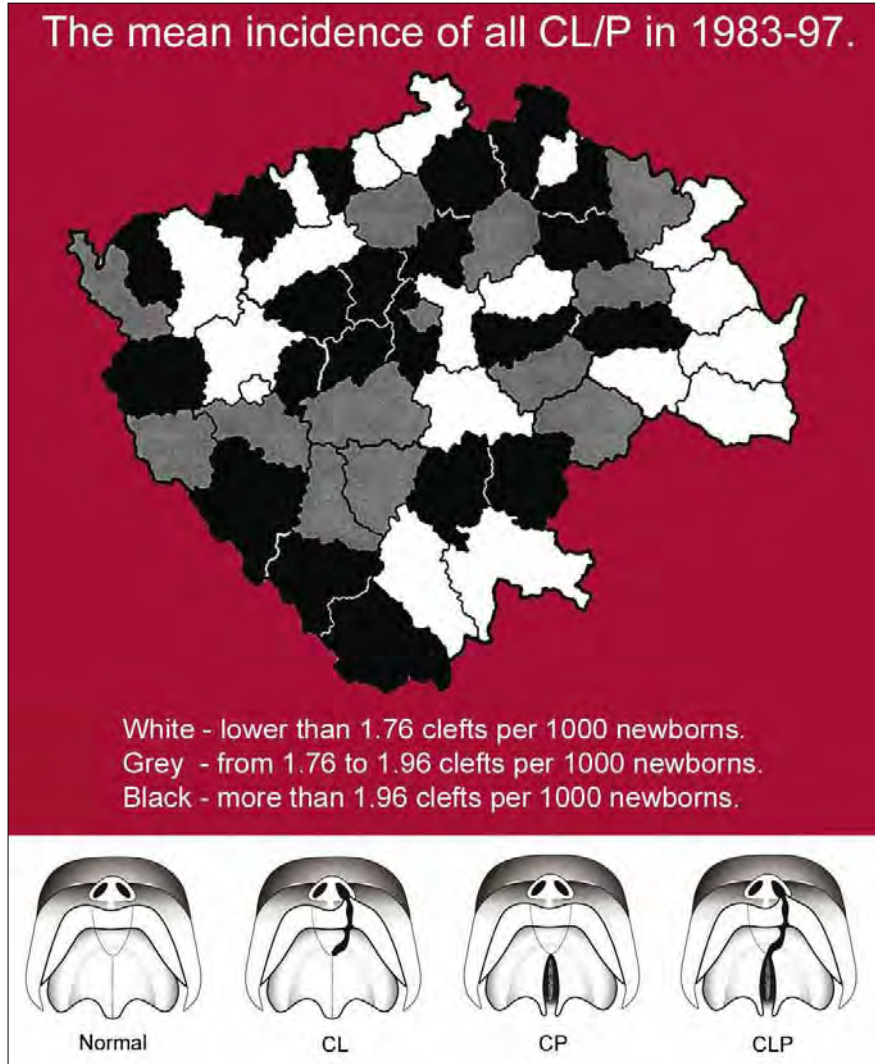 The mean incidence of all CL/P in 1983-97.
White - lower than 1.76 clefts per 1000 newborns.
Grey - from 1.76 to 1.96 clefts per 1000 newborns.
Black - more than 1.96 clefts per 1000 newborns.
Normal CL CP CLP